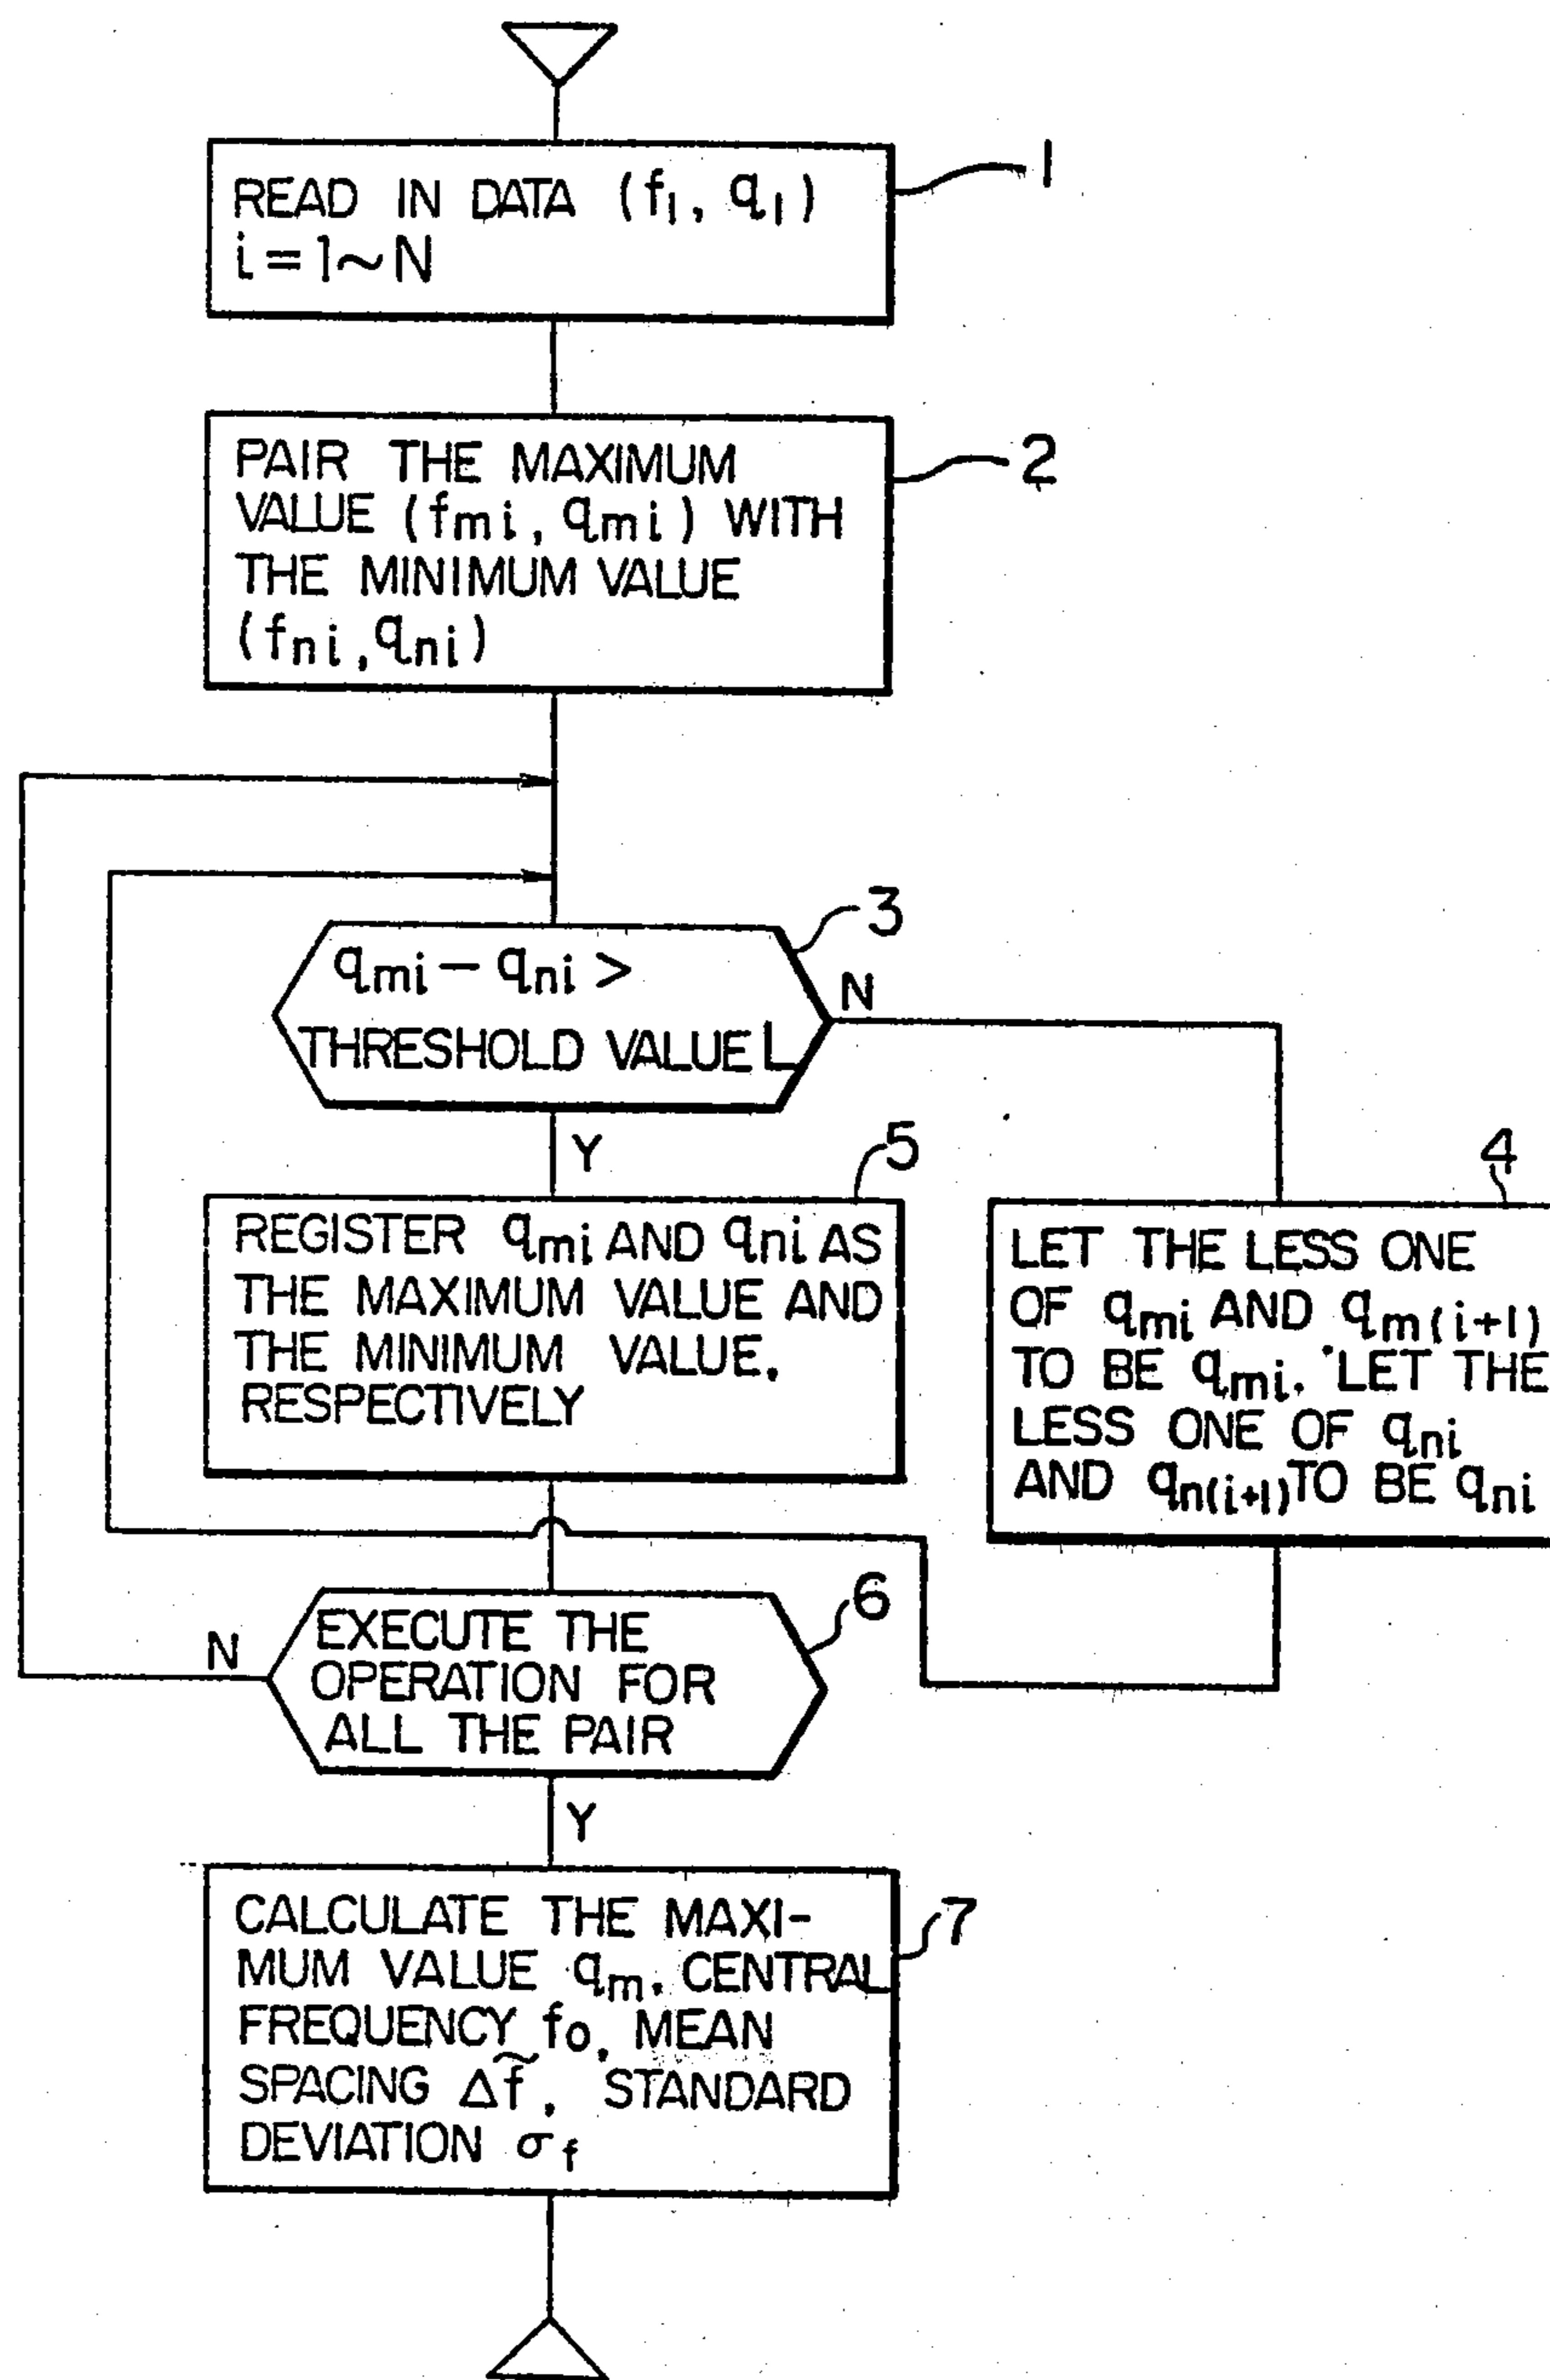 READ IN DATA (f₁, q₁)
i = 1~N
1
PAIR THE MAXIMUM
VALUE (fmi, qmi) WITH
THE MINIMUM VALUE
(fni, qni)
2
qmi - qni >
THRESHOLD VALUE L
3
N
Y
REGISTER qmi AND qni AS
THE MAXIMUM VALUE AND
THE MINIMUM VALUE,
RESPECTIVELY
5
LET THE LESS ONE
OF qmi AND qm(i+1)
TO BE qmi. LET THE
LESS ONE OF qni
AND qn(i+1) TO BE qni
4
EXECUTE THE
OPERATION FOR
ALL THE PAIR
6
N
Y
CALCULATE THE MAXI-
MUM VALUE qm, CENTRAL
FREQUENCY fo, MEAN
SPACING Δf̃, STANDARD
DEVIATION σf
7